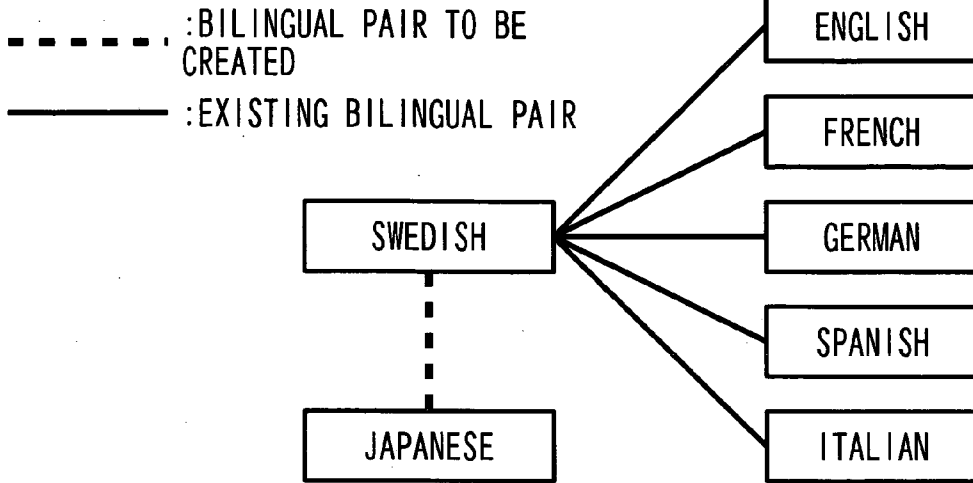 :BILINGUAL PAIR TO BE
CREATED
:EXISTING BILINGUAL PAIR
ENGLISH
FRENCH
SWEDISH
GERMAN
SPANISH
JAPANESE
ITALIAN